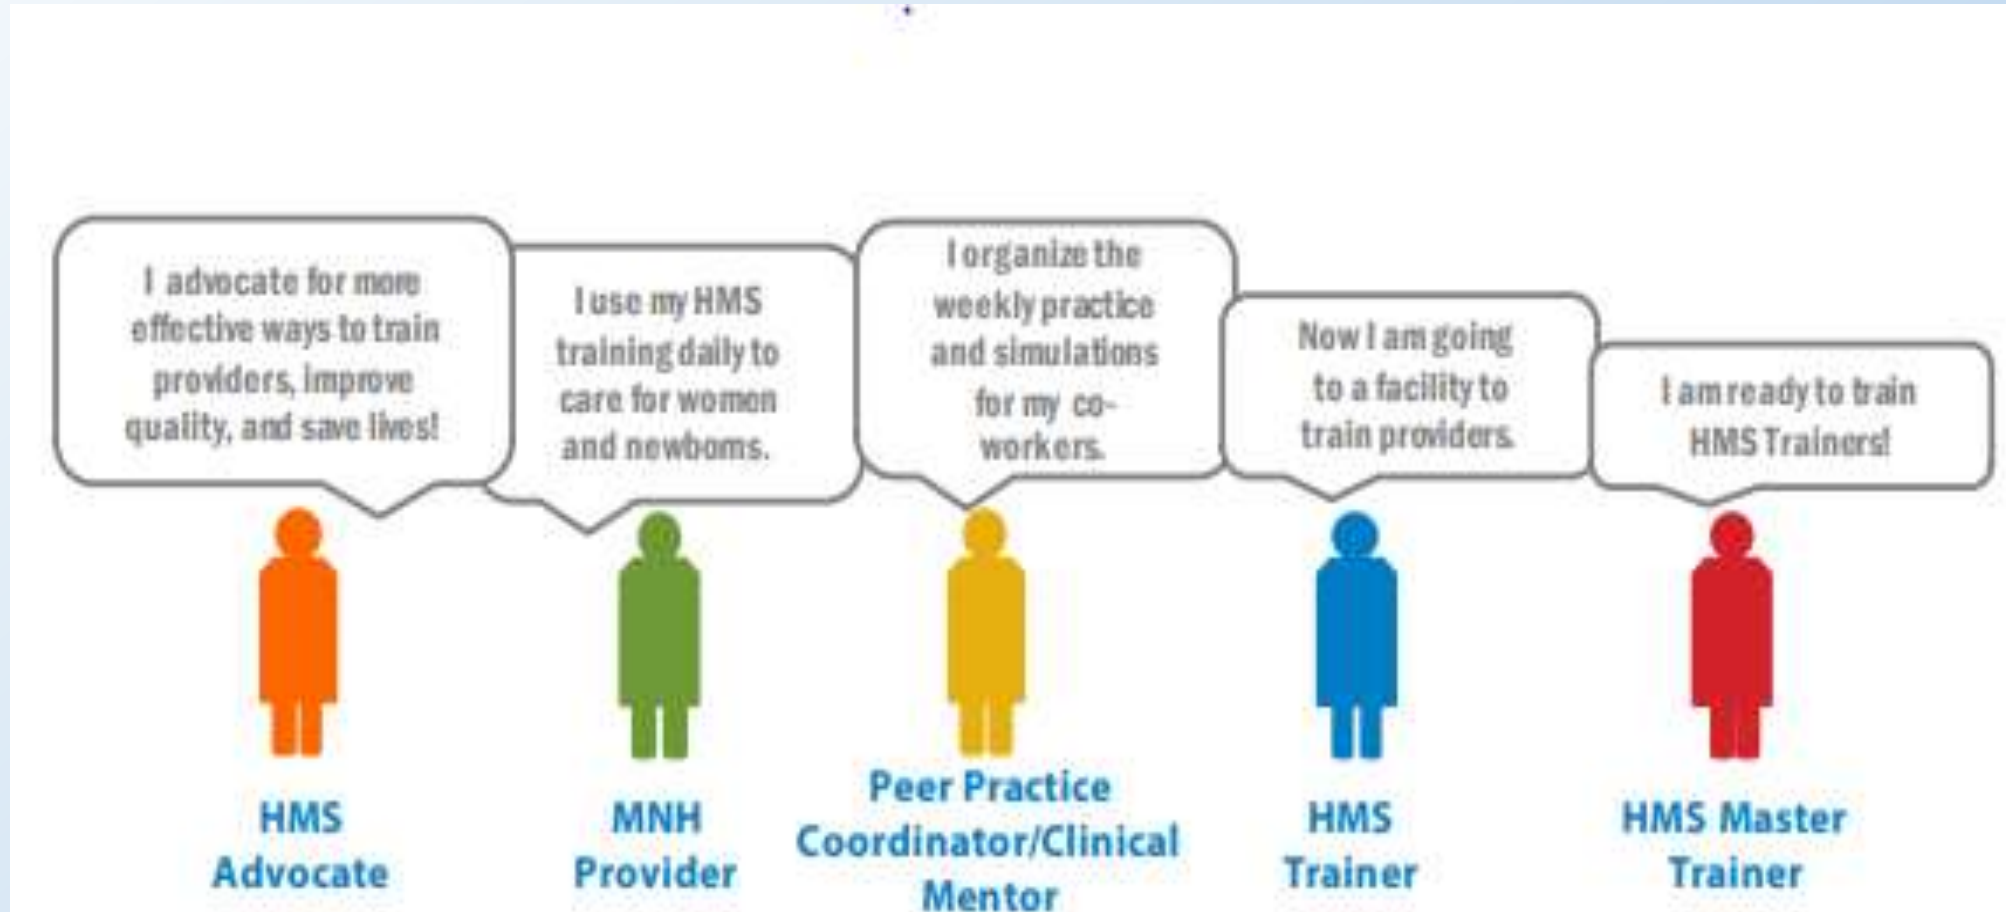 I advocate for more
effective ways to train
providers, improve
quality, and save lives!
I use my HMS
training daily to
care for women
and newborns.
I organize the
weekly practice
and simulations
for my co-
workers.
Now I am going
to a facility to
train providers.
I am ready to train
HMS Trainers!
HMS
Advocate
MNH
Provider
Peer Practice
Coordinator/Clinical
Mentor
HMS
Trainer
HMS Master
Trainer